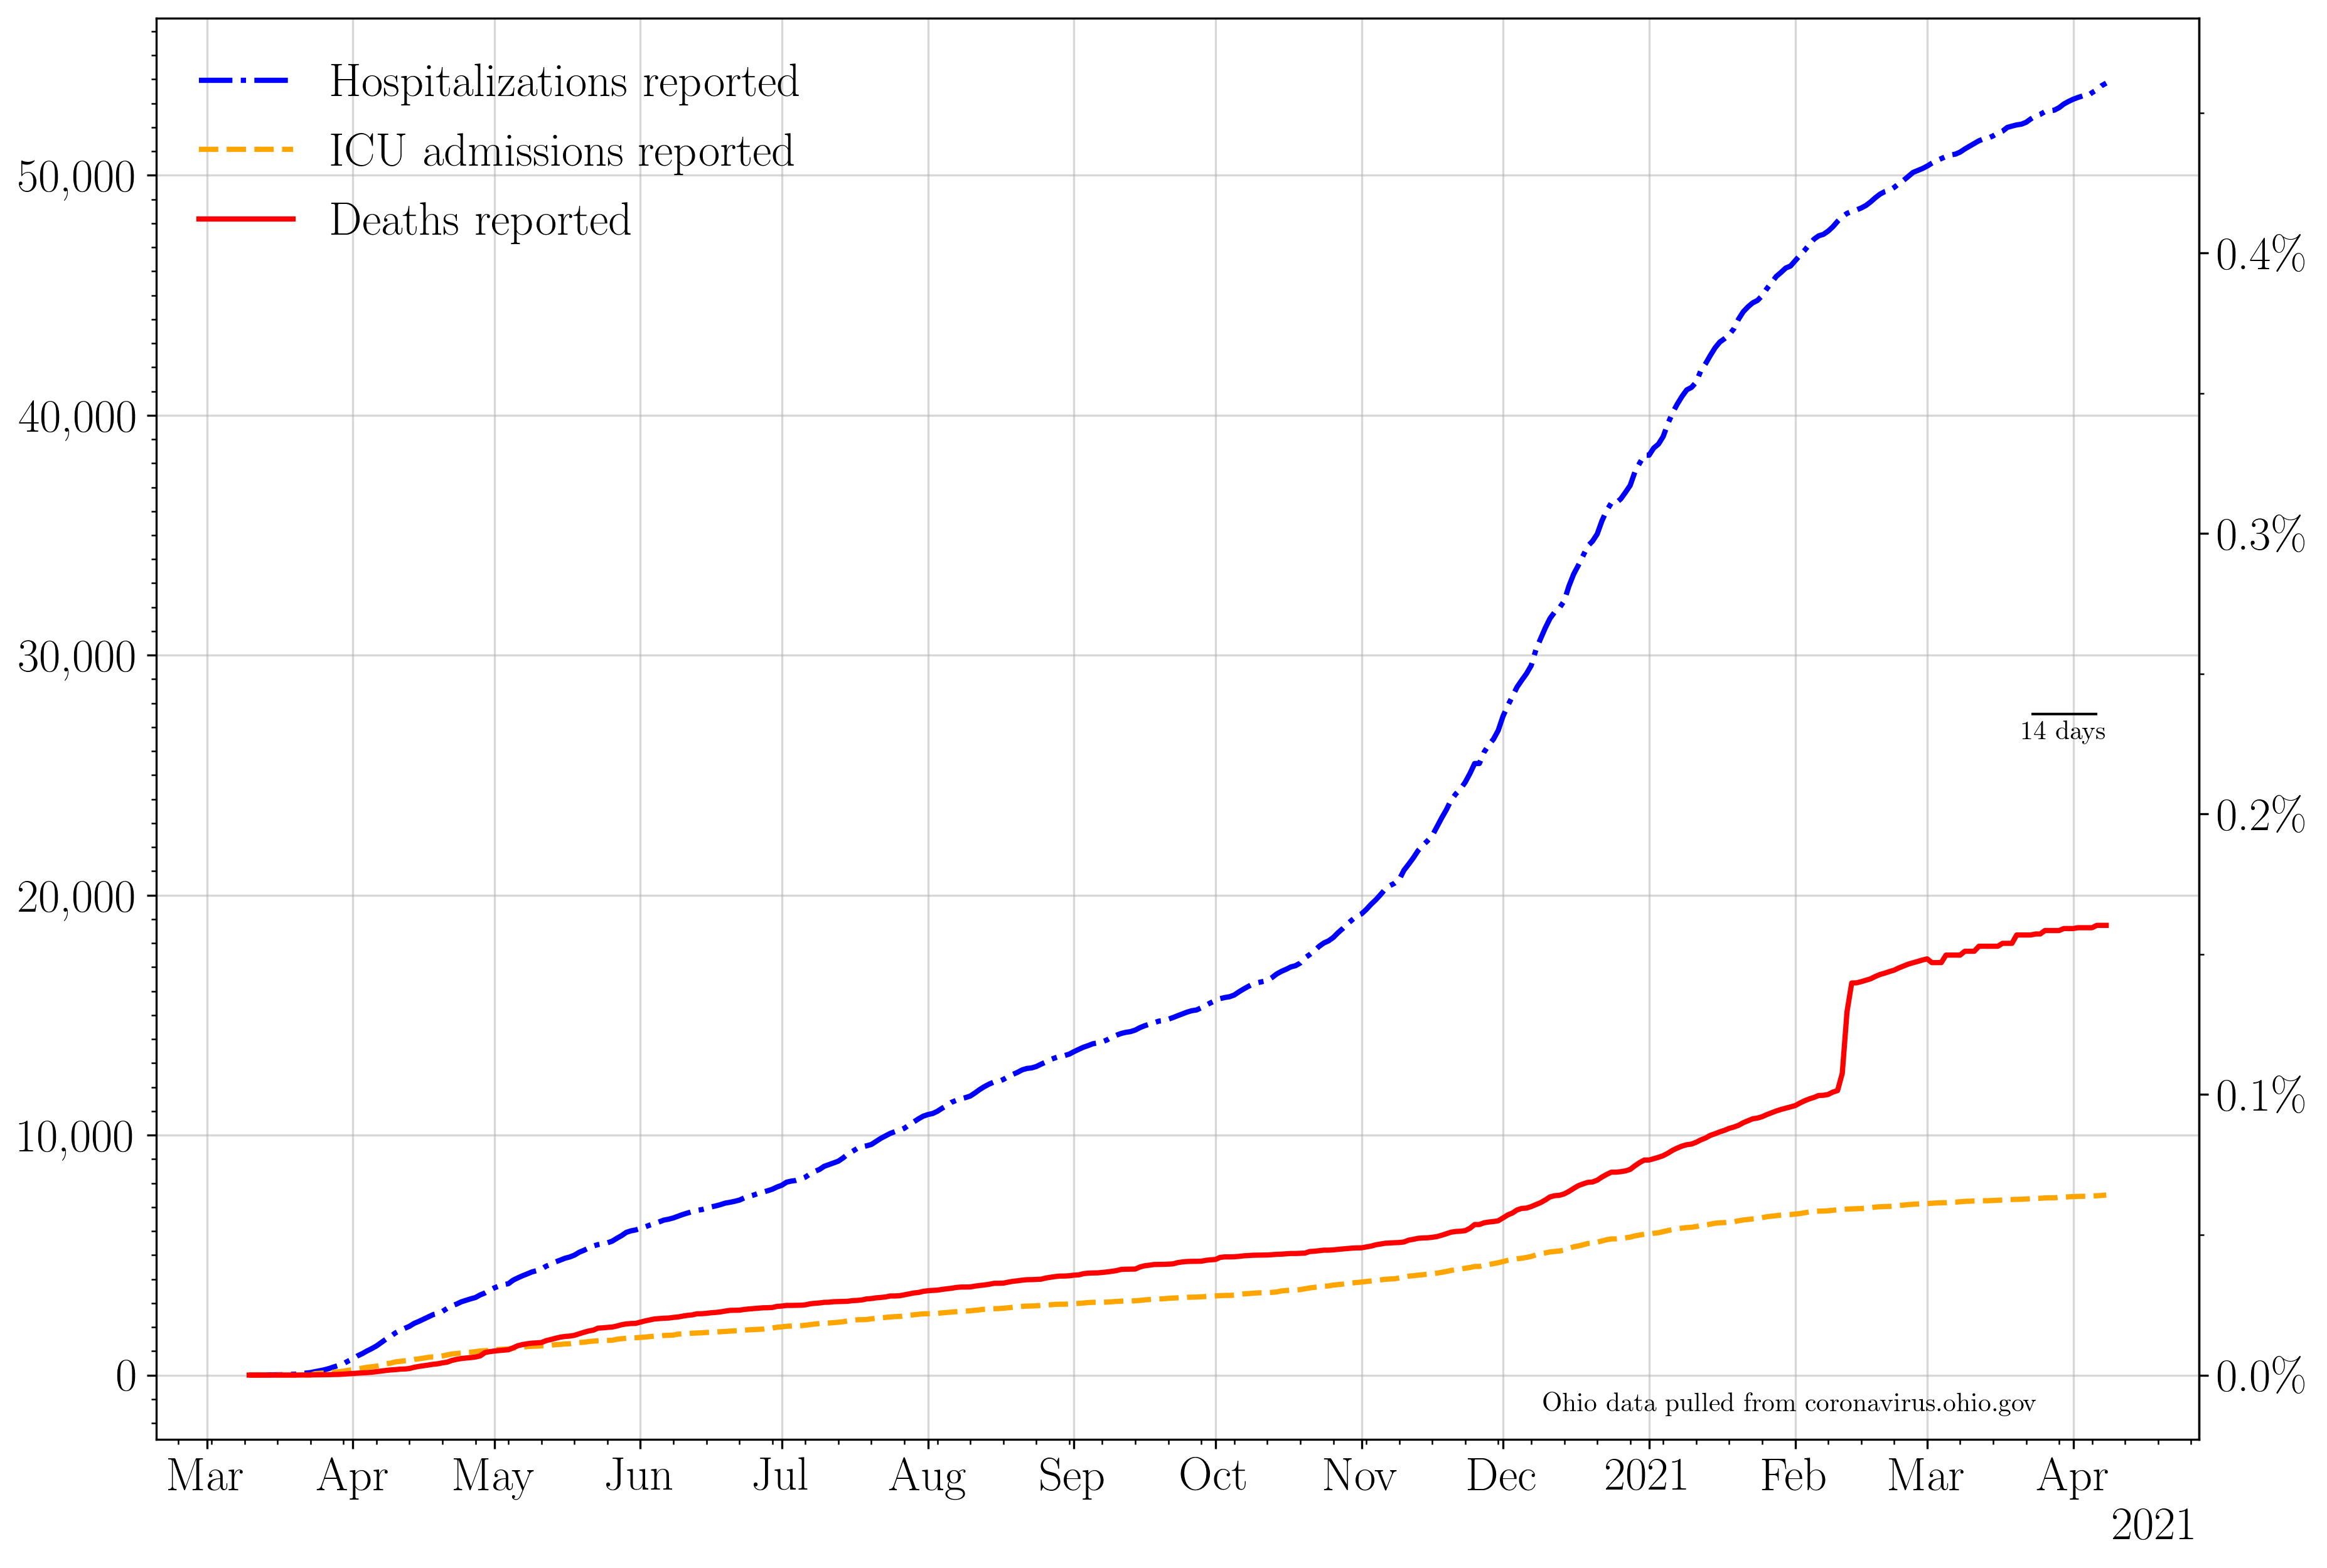 Hospitalizations reported
ICU admissions reported
Deaths reported
50,000
40,000
30,000
20,000
10,000
0
0.4%
0.3%
0.2%
0.1%
0.0%
14 days
Ohio data pulled from coronavirus.ohio.gov
Mar Apr May Jun Jul Aug Sep Oct Nov Dec 2021 Feb Mar Apr
2021